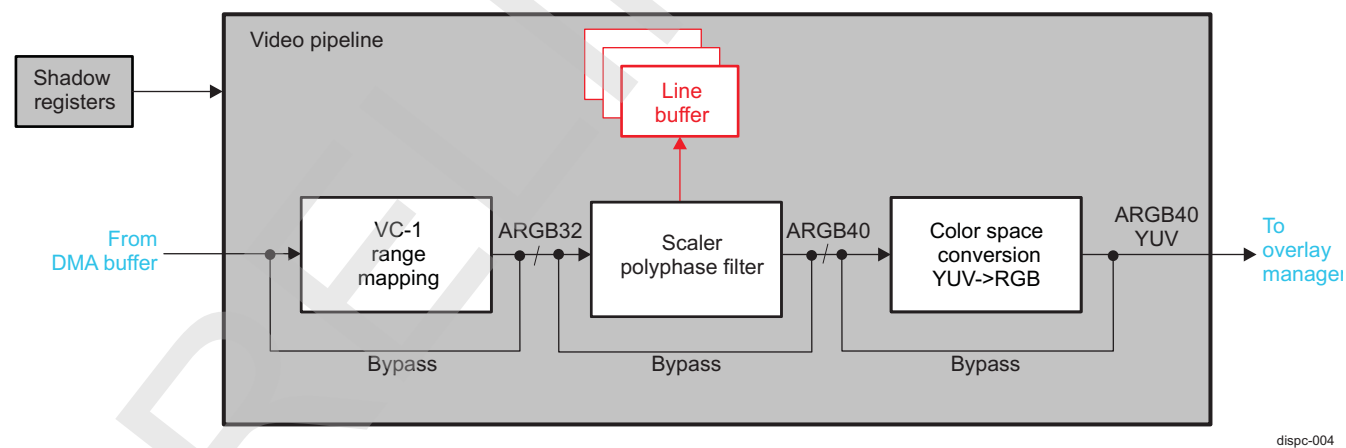 Video pipeline
Shadow
registers
Line
buffer
From
DMA buffer
VC-1
range
mapping
ARGB32
Scaler
polyphase filter
ARGB40
Color space
conversion
YUV->RGB
ARGB40
YUV
To
overlay
manager
Bypass
Bypass
Bypass
dispc-004